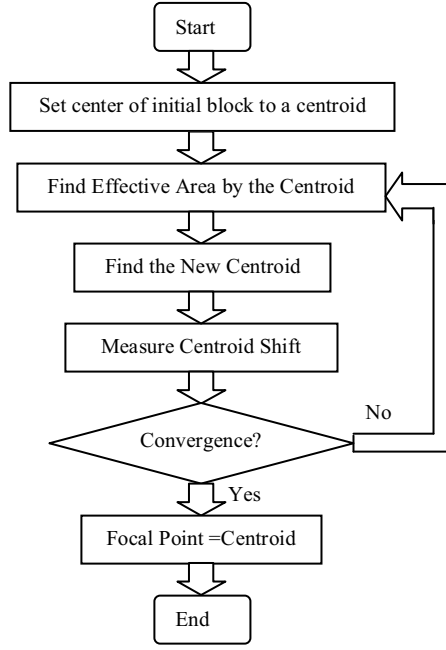 Start
Set center of initial block to a centroid
Find Effective Area by the Centroid
Find the New Centroid
Measure Centroid Shift
Convergence?
No
Yes
Focal Point =Centroid
End